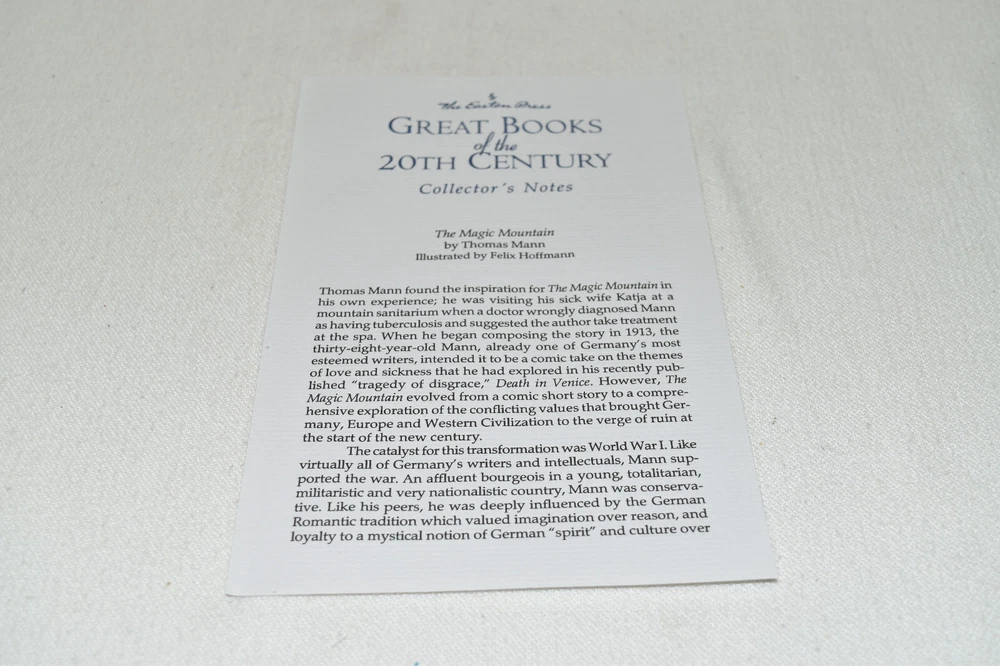 The Easton Press
GREAT BOOKS
of the
20TH CENTURY
Collector's Notes
The Magic Mountain
by Thomas Mann
Illustrated by Felix Hoffmann
Thomas Mann found the inspiration for The Magic Mountain in
his own experience; he was visiting his sick wife Katja at a
mountain sanitarium when a doctor wrongly diagnosed Mann
as having tuberculosis and suggested the author take treatment
at the spa. When he began composing the story in 1913, the
thirty-eight-year-old Mann, already one of Germany's most
esteemed writers, intended it to be a comic take on the themes
of love and sickness that he had explored in his recently pub-
lished "tragedy of disgrace," Death in Venice. However, The
Magic Mountain evolved from a comic short story to a compre-
hensive exploration of the conflicting values that brought Ger-
many, Europe and Western Civilization to the verge of ruin at
the start of the new century.
The catalyst for this transformation was World War I. Like
virtually all of Germany's writers and intellectuals, Mann sup-
ported the war. An affluent bourgeois in a young, totalitarian,
militaristic and very nationalistic country, Mann was conserva-
tive. Like his peers, he was deeply influenced by the German
Romantic tradition which valued imagination over reason, and
loyalty to a mystical notion of German "spirit" and culture over